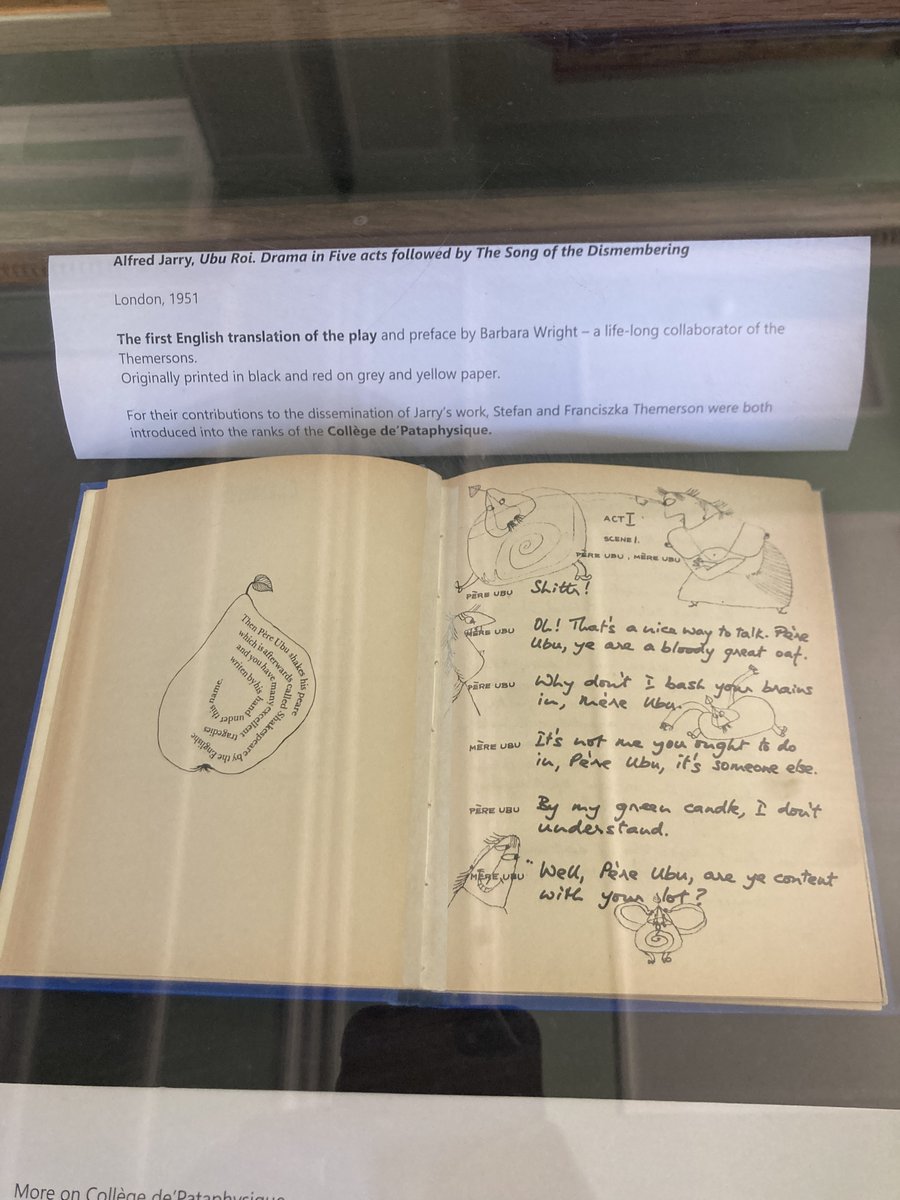 Alfred Jarry, Ubu Roi. Drama in Five acts followed by The Song of the Dismembering
London, 1951
The first English translation of the play and preface by Barbara Wright – a life-long collaborator of the
Themersons.
Originally printed in black and red on grey and yellow paper.
For their contributions to the dissemination of Jarry's work, Stefan and Franciszka Themerson were both
introduced into the ranks of the Collège de'Pataphysique.
Then Père Ubu shakes his peare
which is afterwards called Shakespeare by the Englishe
and you have many excellent tragedies
writen by his hand under this name.
ACT I
SCENE I.
PÈRE UBU, MÈRE UBU
PÈRE UBU Shitr!
MÈRE UBU Oh! That's a nice way to talk. Père
Ubu, ye are a bloody great oaf.
PÈRE UBU Why don't I bash your brains
in, Mère Ubu.
MÈRE UBU It's not me you ought to do
in, Père Ubu, it's someone else.
PÈRE UBU By my green candle, I don't
understand.
MÈRE UBU Well, Père Ubu, are ye content
with your lot?
More on Collège de'Pataphysique